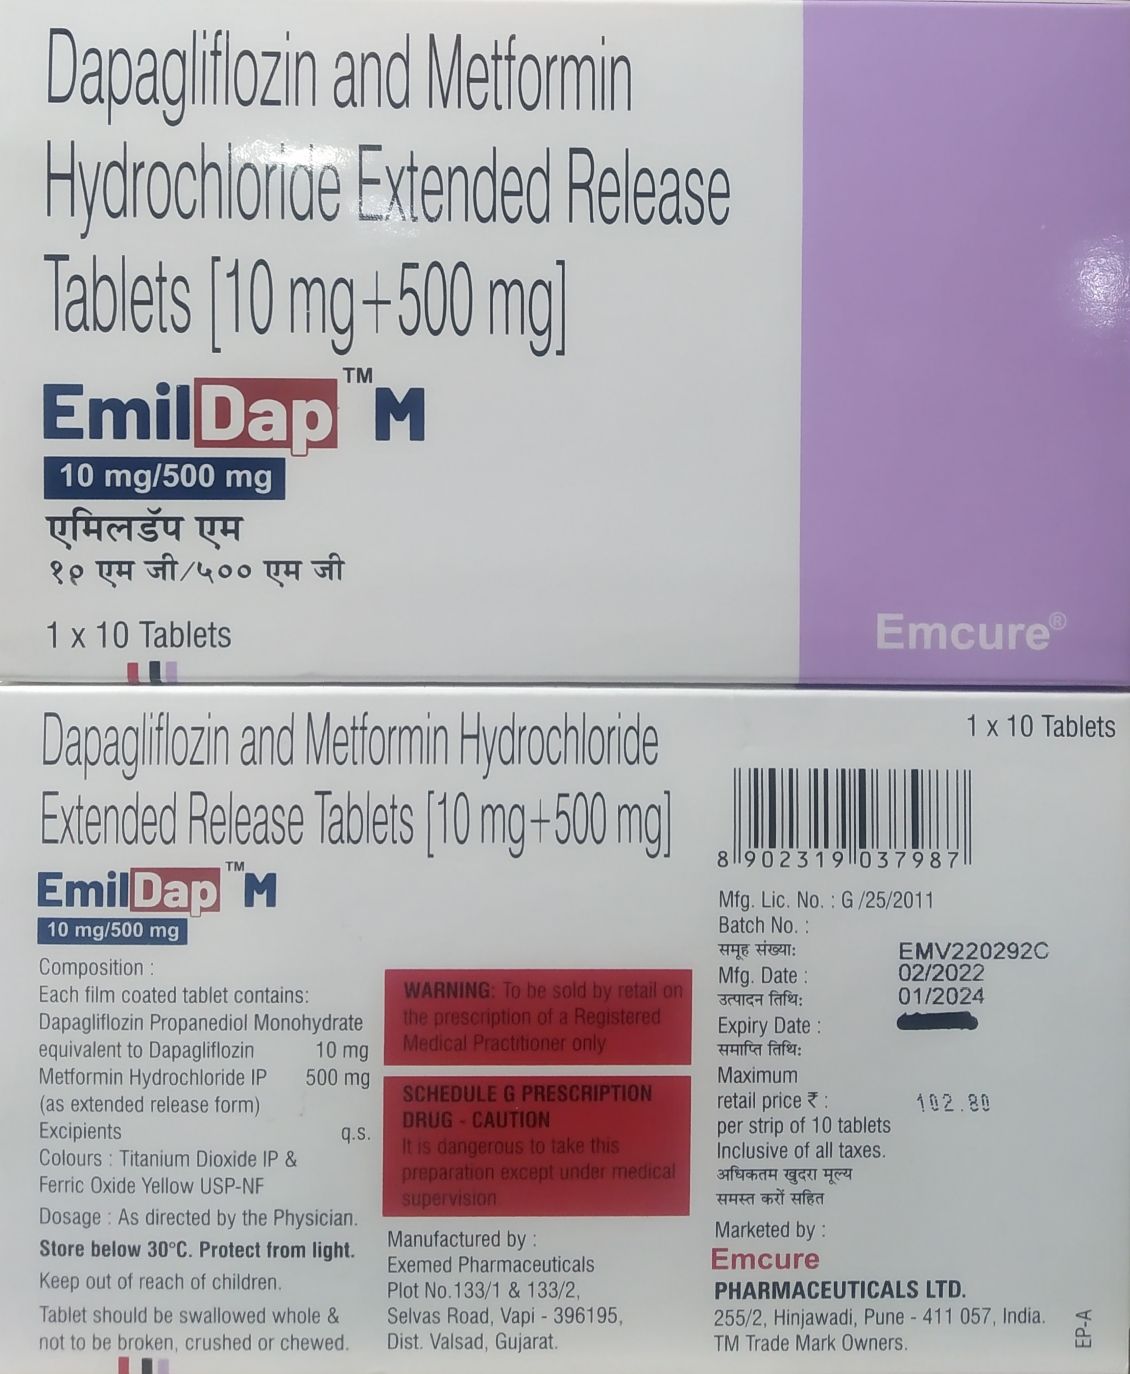 Dapagliflozin and Metformin
Hydrochloride Extended Release
Tablets [10 mg+500 mg]
EmilDap™ M
10 mg/500 mg
एमिलडॅप एम
१० एम जी/५०० एम जी
1 x 10 Tablets
Emcure®
Dapagliflozin and Metformin Hydrochloride
Extended Release Tablets [10 mg+500 mg]
EmilDap™ M
10 mg/500 mg
Composition :
Each film coated tablet contains:
Dapagliflozin Propanediol Monohydrate
equivalent to Dapagliflozin 10 mg
Metformin Hydrochloride IP 500 mg
(as extended release form)
Excipients q.s.
Colours : Titanium Dioxide IP &
Ferric Oxide Yellow USP-NF
Dosage : As directed by the Physician.
Store below 30°C. Protect from light.
Keep out of reach of children.
Tablet should be swallowed whole &
not to be broken, crushed or chewed.
WARNING: To be sold by retail on
the prescription of a Registered
Medical Practitioner only
SCHEDULE G PRESCRIPTION
DRUG - CAUTION
It is dangerous to take this
preparation except under medical
supervision
Manufactured by :
Exemed Pharmaceuticals
Plot No.133/1 & 133/2,
Selvas Road, Vapi - 396195,
Dist. Valsad, Gujarat.
1 x 10 Tablets
8 902319 037987
Mfg. Lic. No. : G /25/2011
Batch No. :
समूह संख्या: EMV220292C
Mfg. Date : 02/2022
उत्पादन तिथि: 01/2024
Expiry Date :
समाप्ति तिथि:
Maximum
retail price ₹ : 102.80
per strip of 10 tablets
Inclusive of all taxes.
अधिकतम खुदरा मूल्य
समस्त करों सहित
Marketed by :
Emcure
PHARMACEUTICALS LTD.
255/2, Hinjawadi, Pune - 411 057, India.
TM Trade Mark Owners.
EP-A